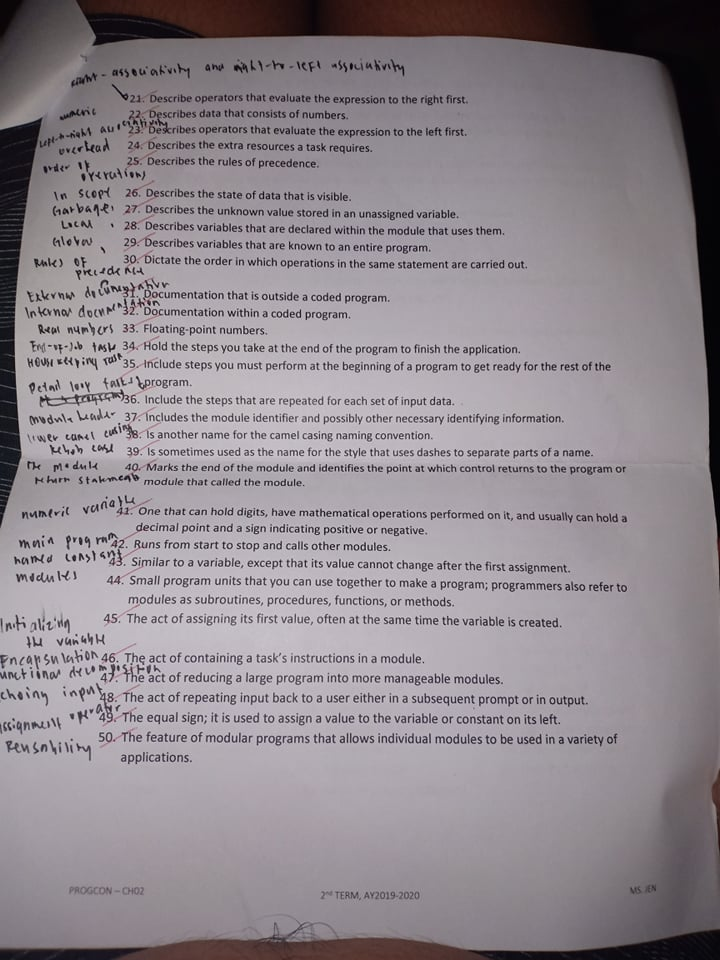 associativity and right-to-left associativity
21. Describe operators that evaluate the expression to the right first.
numeric 22. Describes data that consists of numbers.
Left-to-right associativity 23. Describes operators that evaluate the expression to the left first.
overhead 24. Describes the extra resources a task requires.
order of operations 25. Describes the rules of precedence.
In scope 26. Describes the state of data that is visible.
Garbage 27. Describes the unknown value stored in an unassigned variable.
Local 28. Describes variables that are declared within the module that uses them.
Global 29. Describes variables that are known to an entire program.
Rules of precedence 30. Dictate the order in which operations in the same statement are carried out.
External documentation 31. Documentation that is outside a coded program.
Internal documentation 32. Documentation within a coded program.
Real numbers 33. Floating-point numbers.
End-of-job task 34. Hold the steps you take at the end of the program to finish the application.
Housekeeping task 35. Include steps you must perform at the beginning of a program to get ready for the rest of the
program.
Detail loop tasks 36. Include the steps that are repeated for each set of input data.
module header 37. Includes the module identifier and possibly other necessary identifying information.
lower camel casing 38. Is another name for the camel casing naming convention.
kebob case 39. Is sometimes used as the name for the style that uses dashes to separate parts of a name.
The module return statement 40. Marks the end of the module and identifies the point at which control returns to the program or
module that called the module.
numeric variable 41. One that can hold digits, have mathematical operations performed on it, and usually can hold a
decimal point and a sign indicating positive or negative.
main program 42. Runs from start to stop and calls other modules.
named constant 43. Similar to a variable, except that its value cannot change after the first assignment.
modules 44. Small program units that you can use together to make a program; programmers also refer to
modules as subroutines, procedures, functions, or methods.
Initializing the variable 45. The act of assigning its first value, often at the same time the variable is created.
Encapsulation 46. The act of containing a task's instructions in a module.
unctional decomposition 47. The act of reducing a large program into more manageable modules.
choing input 48. The act of repeating input back to a user either in a subsequent prompt or in output.
ssignment operator 49. The equal sign; it is used to assign a value to the variable or constant on its left.
Reusability 50. The feature of modular programs that allows individual modules to be used in a variety of
applications.
PROGCON – CH02
2nd TERM, AY2019-2020
MS. JEN